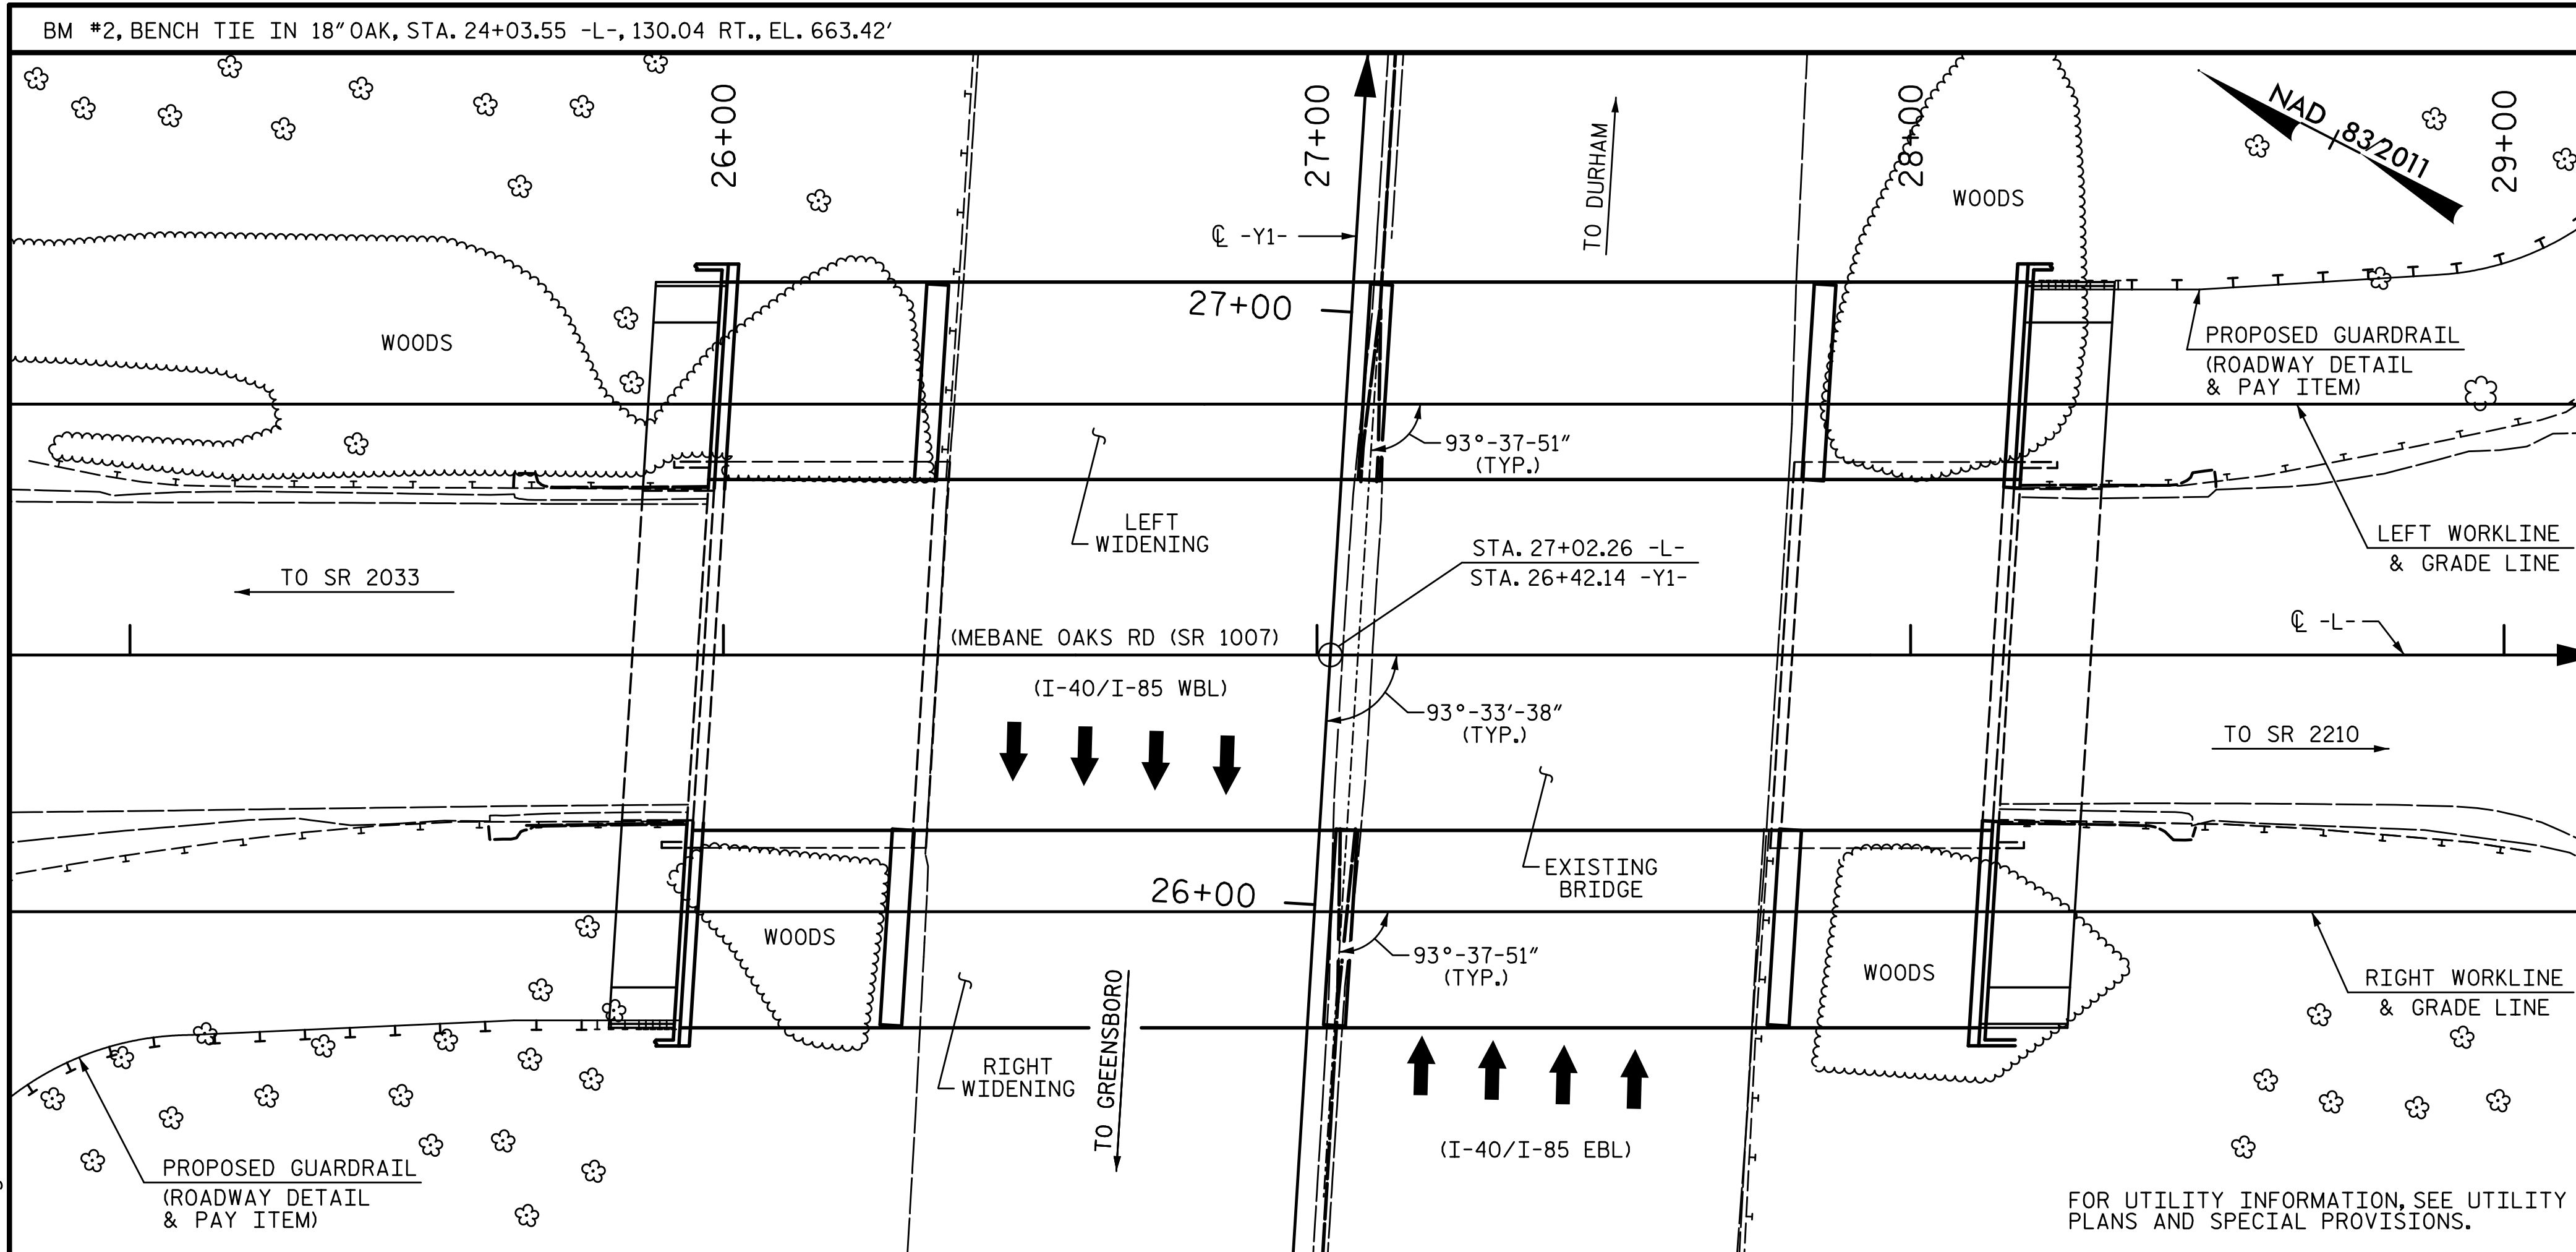 BM #2, BENCH TIE IN 18" OAK, STA. 24+03.55 -L-, 130.04 RT., EL. 663.42'
26+00
27+00
28+00
29+00
NAD 83/2011
TO DURHAM
WOODS
℄ -Y1-
27+00
WOODS
PROPOSED GUARDRAIL
(ROADWAY DETAIL
& PAY ITEM)
93°-37-51"
(TYP.)
LEFT
WIDENING
LEFT WORKLINE
& GRADE LINE
STA. 27+02.26 -L-
STA. 26+42.14 -Y1-
TO SR 2033
(MEBANE OAKS RD (SR 1007)
℄ -L-
(I-40/I-85 WBL)
93°-33'-38"
(TYP.)
TO SR 2210
EXISTING
BRIDGE
26+00
WOODS
93°-37-51"
(TYP.)
WOODS
RIGHT WORKLINE
& GRADE LINE
TO GREENSBORO
RIGHT
WIDENING
(I-40/I-85 EBL)
PROPOSED GUARDRAIL
(ROADWAY DETAIL
& PAY ITEM)
FOR UTILITY INFORMATION, SEE UTILITY
PLANS AND SPECIAL PROVISIONS.